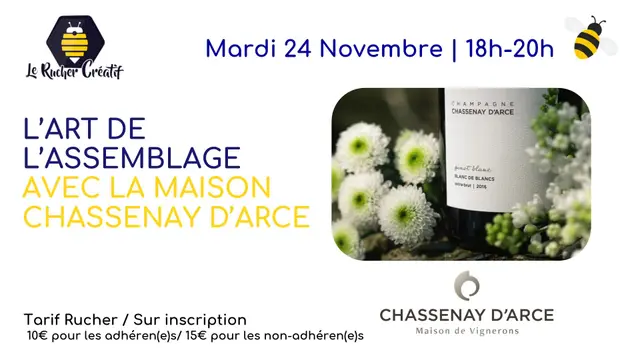 Le Rucher Créatif
Mardi 24 Novembre | 18h-20h
L'ART DE
L'ASSEMBLAGE
AVEC LA MAISON
CHASSENAY D'ARCE
CHAMPAGNE
CHASSENAY D'ARCE
pinot blanc
BLANC DE BLANCS
CHASSENAY D'ARCE
Maison de Vignerons
Tarif Rucher / Sur inscription
10€ pour les adhéren(e)s/ 15€ pour les non-adhéren(e)s